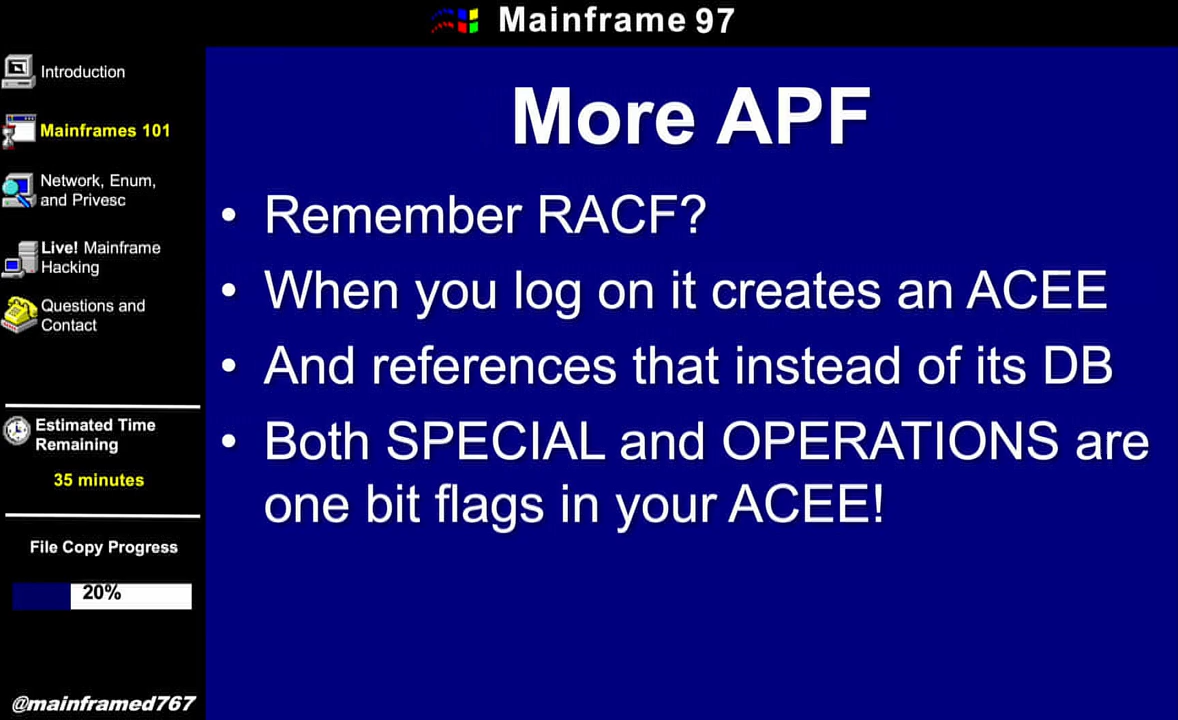 Mainframe 97
Introduction
Mainframes 101
Network, Enum,
and Privesc
Live! Mainframe
Hacking
Questions and
Contact
Estimated Time
Remaining
35 minutes
File Copy Progress
20%
@mainframed767
More APF
• Remember RACF?
• When you log on it creates an ACEE
• And references that instead of its DB
• Both SPECIAL and OPERATIONS are
one bit flags in your ACEE!